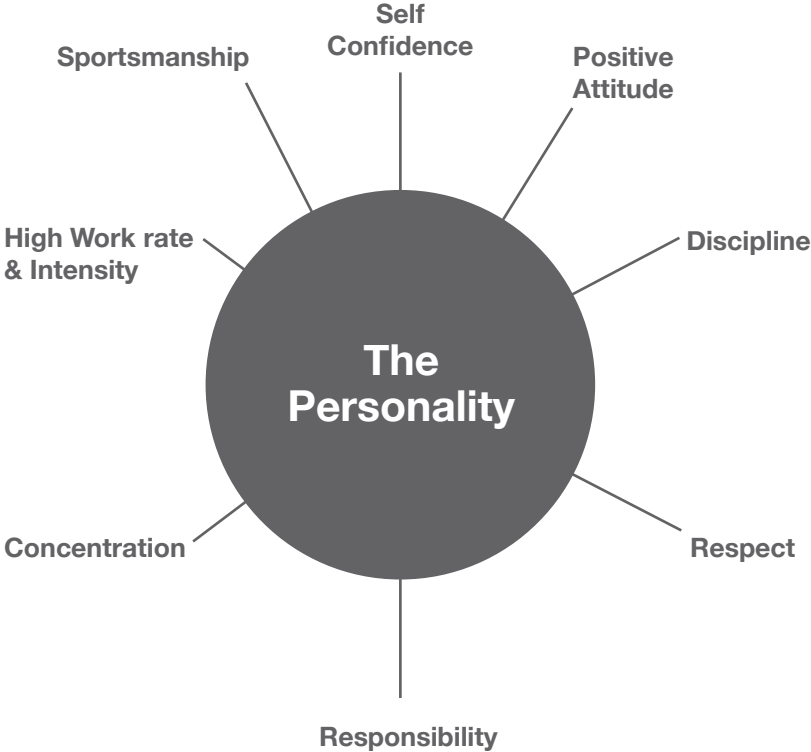 Self
Confidence
Sportsmanship
Positive
Attitude
High Work rate
& Intensity
Discipline
The
Personality
Concentration
Respect
Responsibility